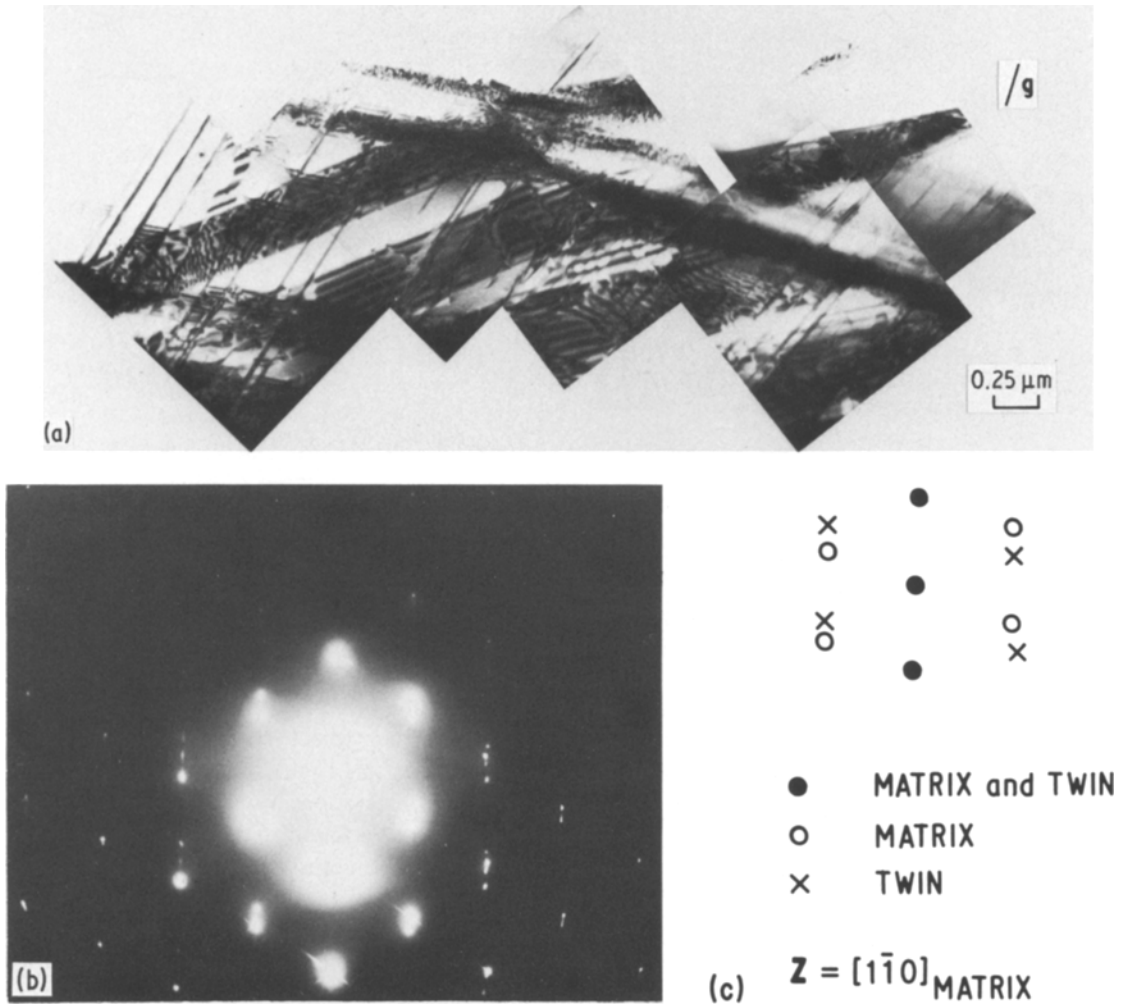 g
0.25 μm
(a)
(b)
MATRIX and TWIN
MATRIX
TWIN
(c) Z = [11̄0]MATRIX